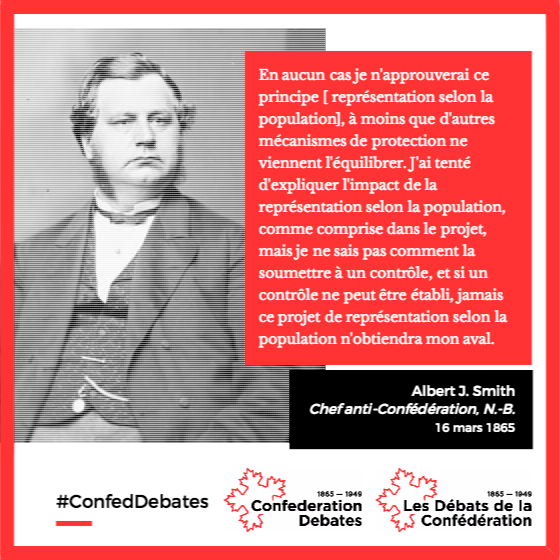 En aucun cas je n'approuverai ce
principe [ représentation selon la
population], à moins que d'autres
mécanismes de protection ne
viennent l'équilibrer. J'ai tenté
d'expliquer l'impact de la
représentation selon la population,
comme comprise dans le projet,
mais je ne sais pas comment la
soumettre à un contrôle, et si un
contrôle ne peut être établi, jamais
ce projet de représentation selon la
population n'obtiendra mon aval.
Albert J. Smith
Chef anti-Confédération, N.-B.
16 mars 1865
#ConfedDebates
1865 — 1949
Confederation
Debates
1865 — 1949
Les Débats de la
Confédération